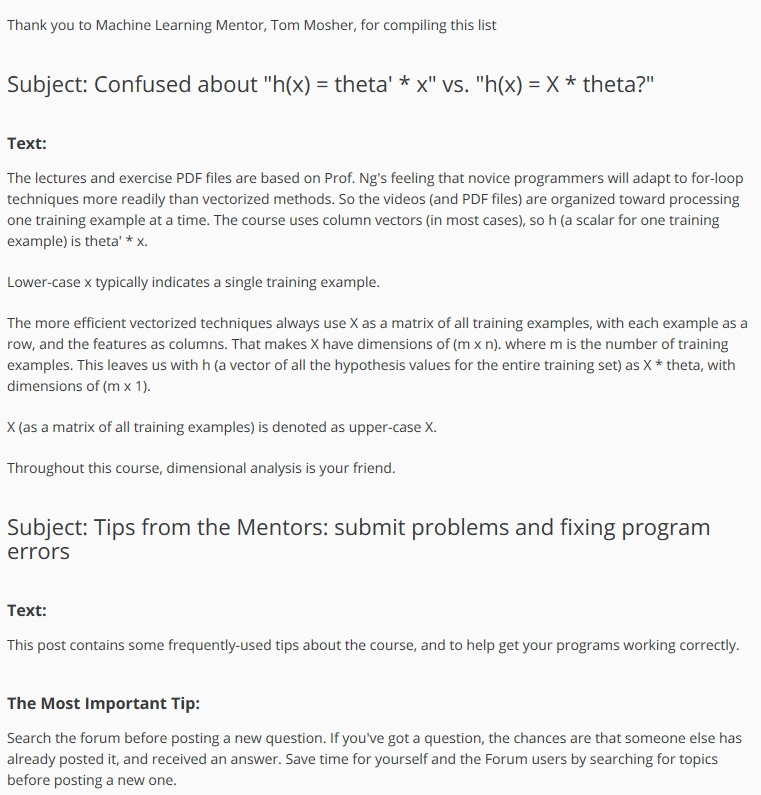 Thank you to Machine Learning Mentor, Tom Mosher, for compiling this list
Subject: Confused about "h(x) = theta' * x" vs. "h(x) = X * theta?"
Text:
The lectures and exercise PDF files are based on Prof. Ng's feeling that novice programmers will adapt to for-loop
techniques more readily than vectorized methods. So the videos (and PDF files) are organized toward processing
one training example at a time. The course uses column vectors (in most cases), so h (a scalar for one training
example) is theta' * x.
Lower-case x typically indicates a single training example.
The more efficient vectorized techniques always use X as a matrix of all training examples, with each example as a
row, and the features as columns. That makes X have dimensions of (m x n). where m is the number of training
examples. This leaves us with h (a vector of all the hypothesis values for the entire training set) as X * theta, with
dimensions of (m x 1).
X (as a matrix of all training examples) is denoted as upper-case X.
Throughout this course, dimensional analysis is your friend.
Subject: Tips from the Mentors: submit problems and fixing program
errors
Text:
This post contains some frequently-used tips about the course, and to help get your programs working correctly.
The Most Important Tip:
Search the forum before posting a new question. If you've got a question, the chances are that someone else has
already posted it, and received an answer. Save time for yourself and the Forum users by searching for topics
before posting a new one.